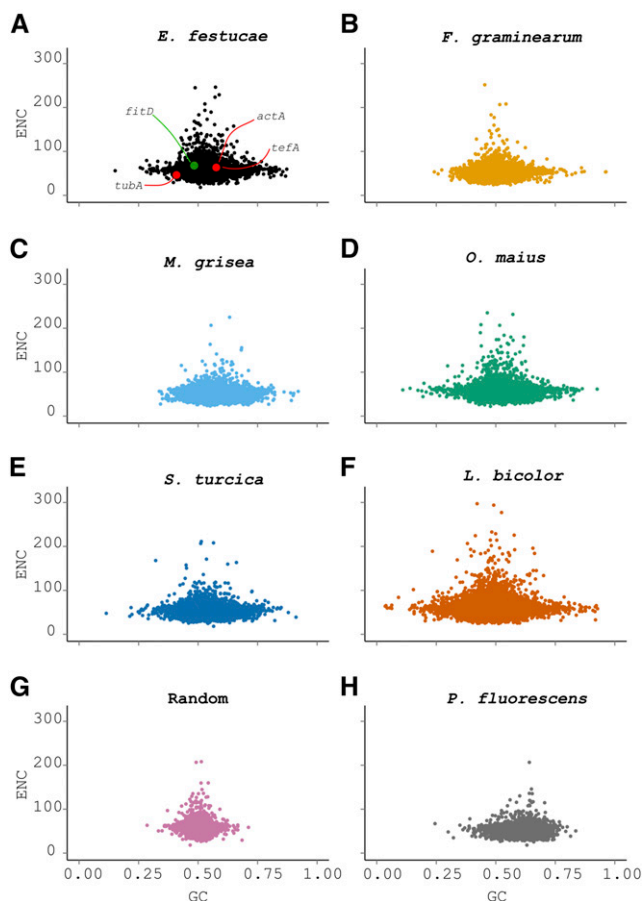 A
E. festucae
B
F. graminearum
300
200
100
0
ENC
fitD
actA
tefA
tubA
C
M. grisea
D
O. maius
300
200
100
0
ENC
E
S. turcica
F
L. bicolor
300
200
100
0
ENC
G
Random
H
P. fluorescens
300
200
100
0
ENC
0.00 0.25 0.50 0.75 1.00
0.00 0.25 0.50 0.75 1.00
GC
GC